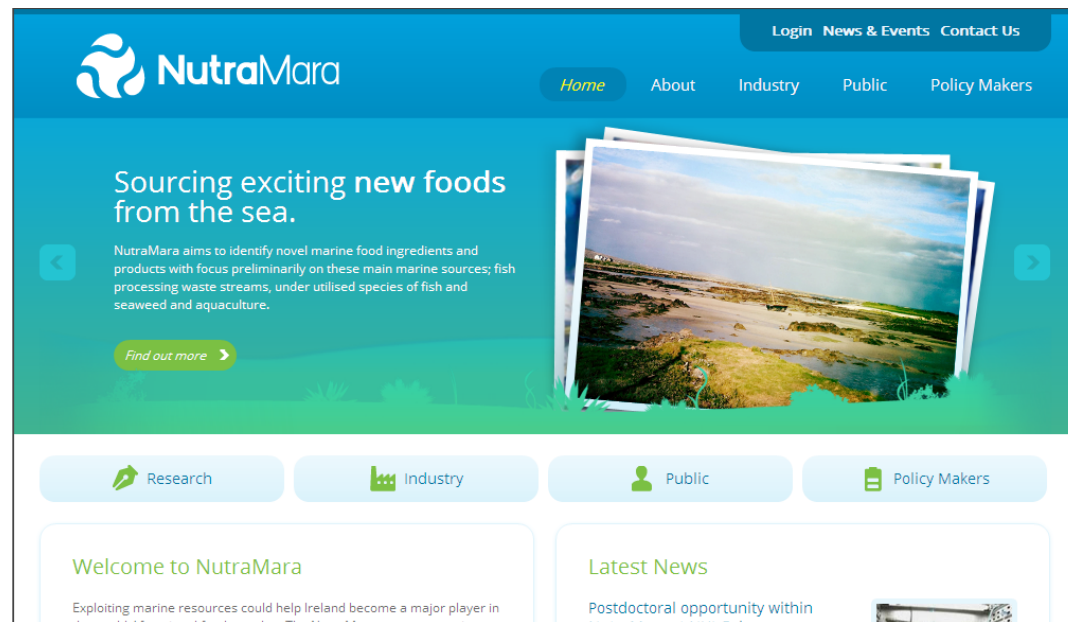 Login News & Events Contact Us
NutraMara
Home About Industry Public Policy Makers
Sourcing exciting new foods
from the sea.
NutraMara aims to identify novel marine food ingredients and
products with focus preliminarily on these main marine sources; fish
processing waste streams, under utilised species of fish and
seaweed and aquaculture.
Find out more
Research Industry Public Policy Makers
Welcome to NutraMara
Exploiting marine resources could help Ireland become a major player in
Latest News
Postdoctoral opportunity within